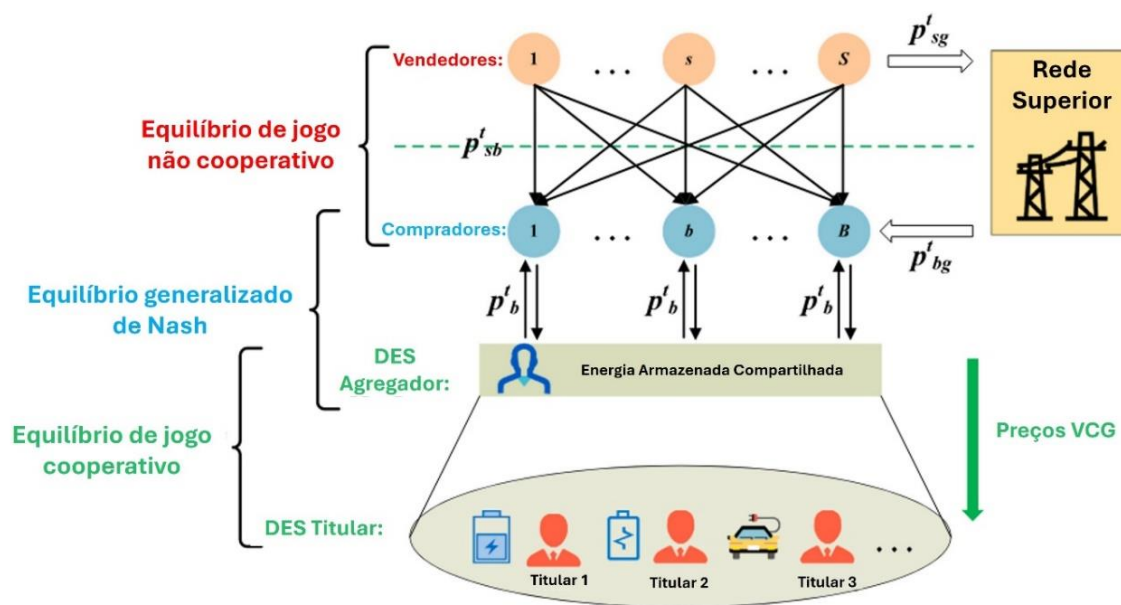 Vendedores:
1
. . .
s
. . .
S
p^t_sg
Rede
Superior
Equilíbrio de jogo
não cooperativo
p^t_sb
Compradores:
1
. . .
b
. . .
B
p^t_bg
Equilíbrio generalizado
de Nash
p^t_b
p^t_b
p^t_b
DES
Agregador:
Energia Armazenada Compartilhada
Equilíbrio de jogo
cooperativo
Preços VCG
DES Titular:
Titular 1
Titular 2
Titular 3
. . .